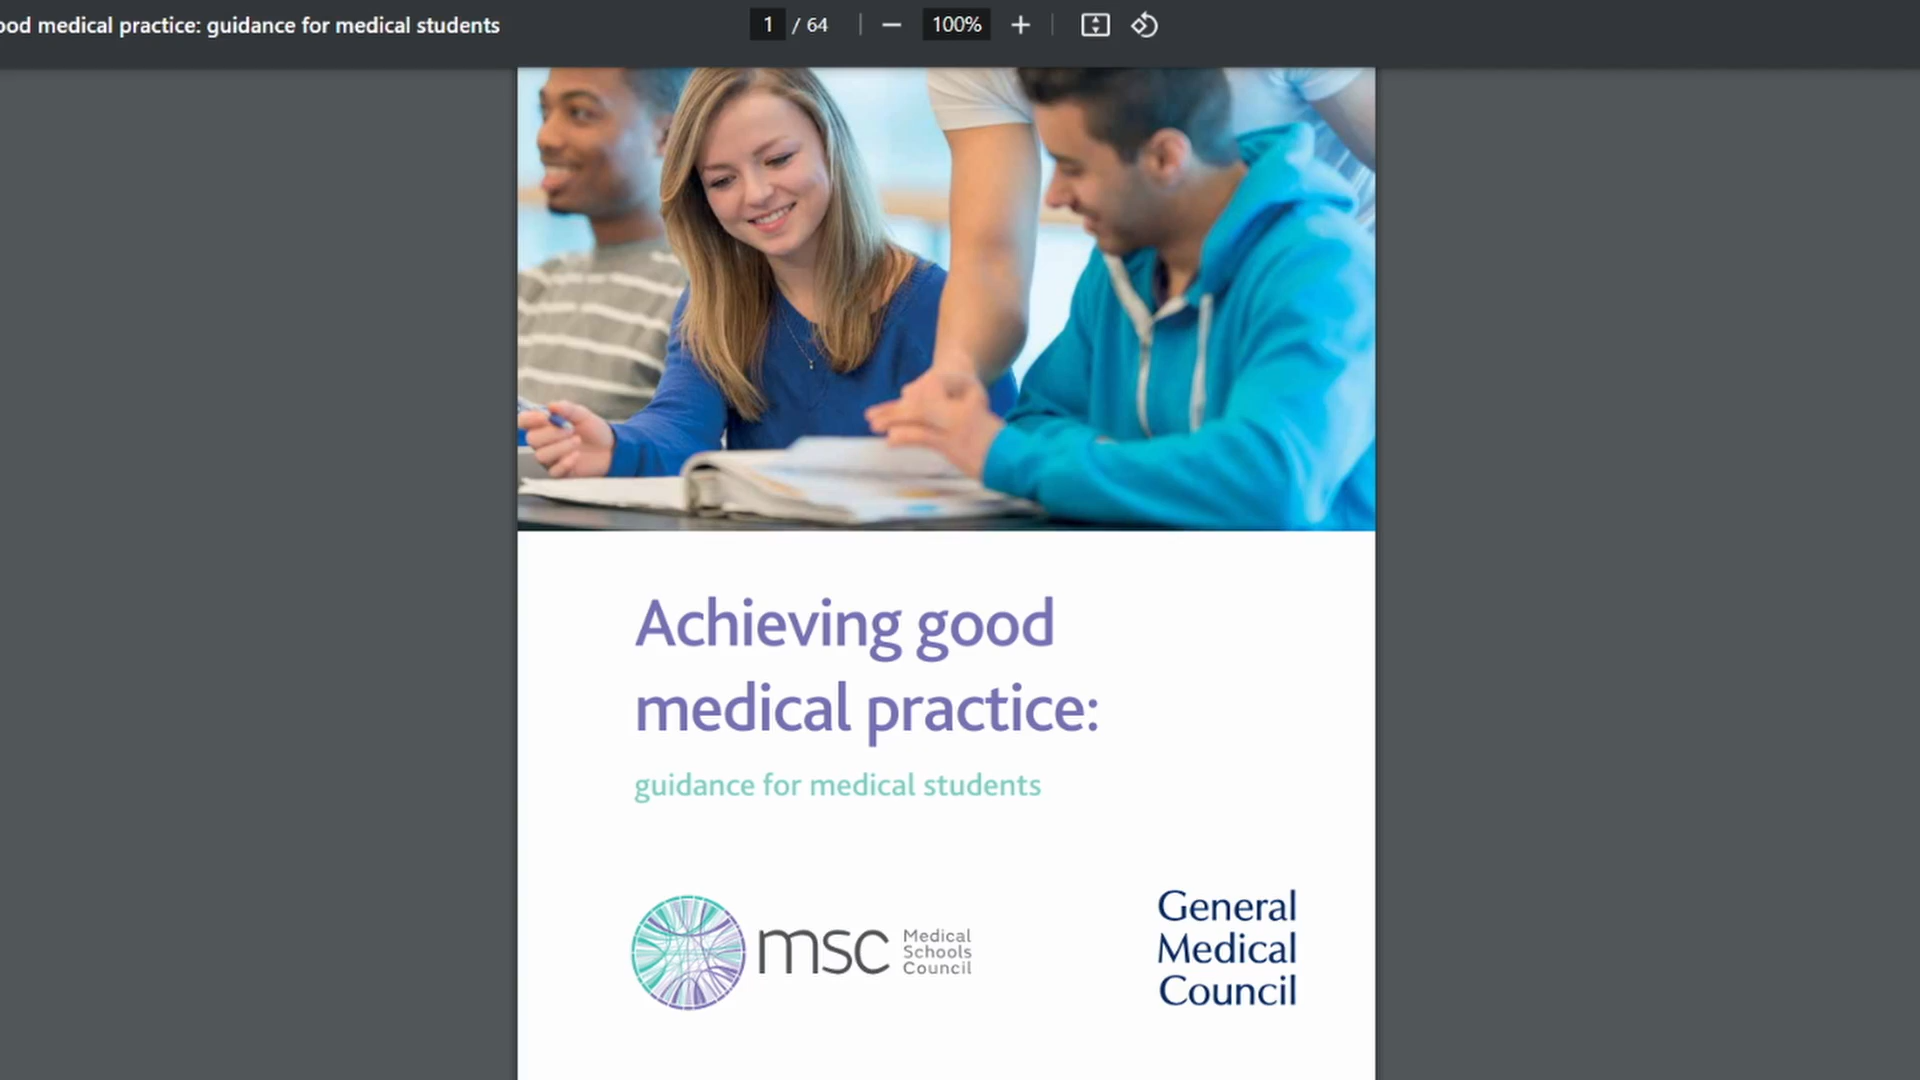 ood medical practice: guidance for medical students
1 / 64
100%
Achieving good
medical practice:
guidance for medical students
msc
Medical
Schools
Council
General
Medical
Council